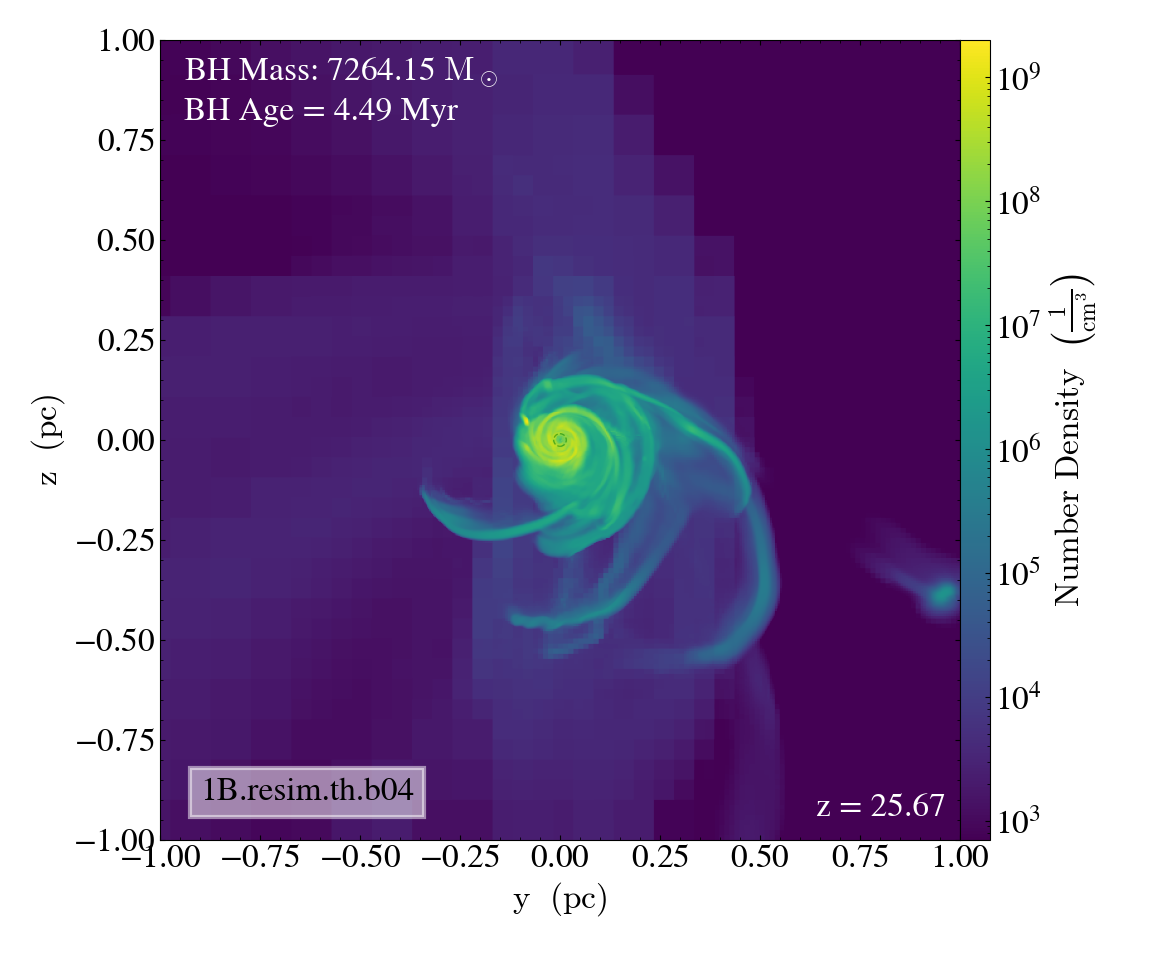 BH Mass: 7264.15 M⊙
BH Age = 4.49 Myr
1B.resim.th.b04
z = 25.67
1.00
0.75
0.50
0.25
0.00
−0.25
−0.50
−0.75
−1.00
z (pc)
−1.00 −0.75 −0.50 −0.25 0.00 0.25 0.50 0.75 1.00
y (pc)
10⁹
10⁸
10⁷
10⁶
10⁵
10⁴
10³
Number Density (1/cm³)